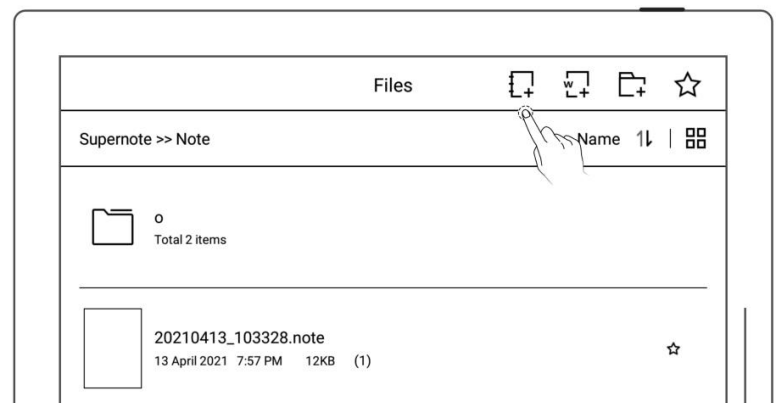 Files
W
Supernote >> Note
Name
o
Total 2 items
20210413_103328.note
13 April 2021 7:57 PM 12KB (1)